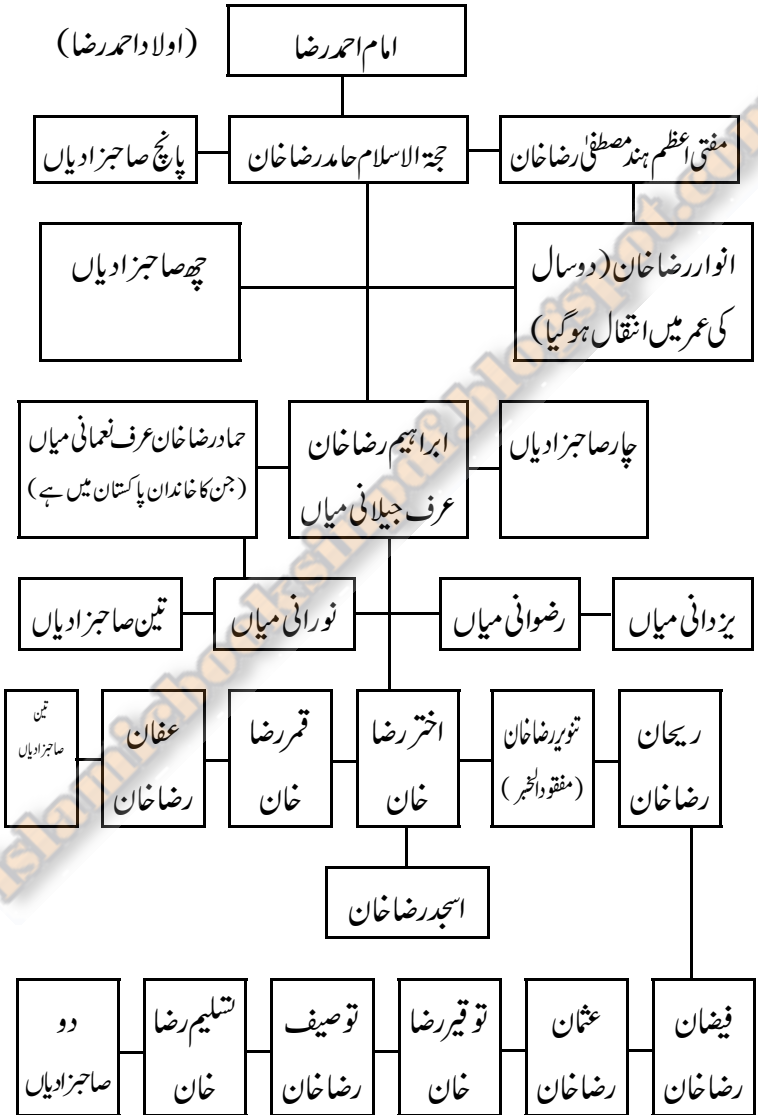 امام احمد رضا
(اولاد احمد رضا)
مفتی اعظم ہند مصطفیٰ رضا خان
حجۃ الاسلام حامد رضا خان
پانچ صاحبزادیاں
انوار رضا خان (دو سال
کی عمر میں انتقال ہوگیا)
چھ صاحبزادیاں
چار صاحبزادیاں
ابراہیم رضا خان
عرف جیلانی میاں
حماد رضا خان عرف نعمانی میاں
(جن کا خاندان پاکستان میں ہے)
یزدانی میاں
رضوانی میاں
نورانی میاں
تین صاحبزادیاں
ریحان
رضا خان
تنویر رضا خان
(مفقود الخبر)
اختر رضا
خان
قمر رضا
خان
عفان
رضا خان
تین
صاحبزادیاں
اسجد رضا خان
فیضان
رضا خان
عثمان
رضا خان
توقیر رضا
خان
توصیف
رضا خان
تسلیم رضا
خان
دو
صاحبزادیاں
islamicbooksinpdf.blogspot.com